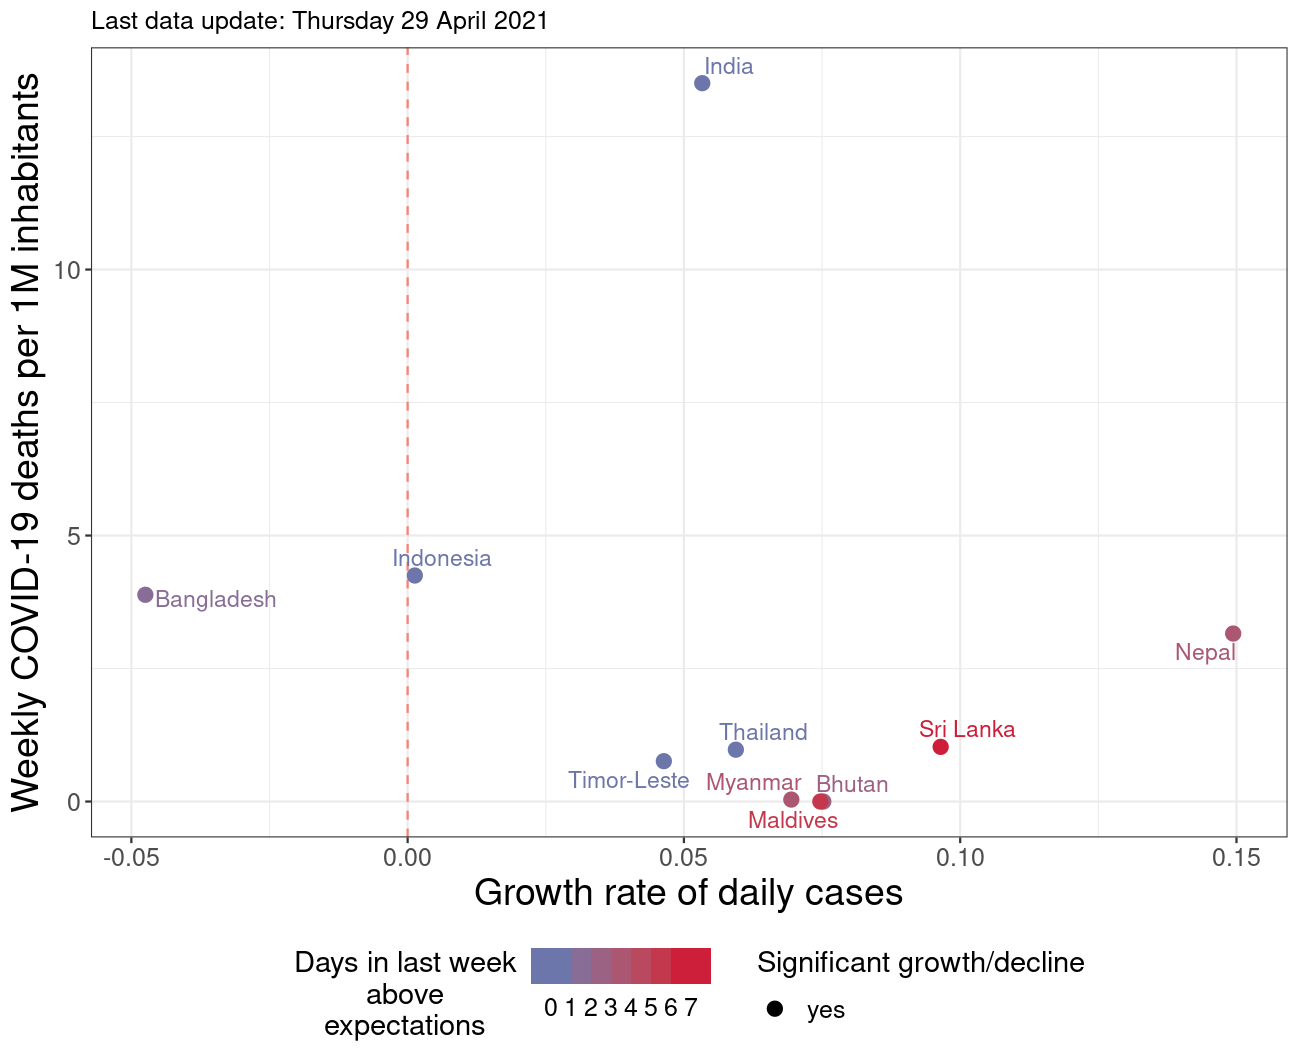 Last data update: Thursday 29 April 2021
Weekly COVID-19 deaths per 1M inhabitants
India
10
5
Indonesia
Bangladesh
Nepal
Sri Lanka
Thailand
Timor-Leste
Myanmar
Bhutan
0
Maldives
-0.05
0.00
0.05
0.10
0.15
Growth rate of daily cases
Days in last week
above
expectations
0 1 2 3 4 5 6 7
Significant growth/decline
yes